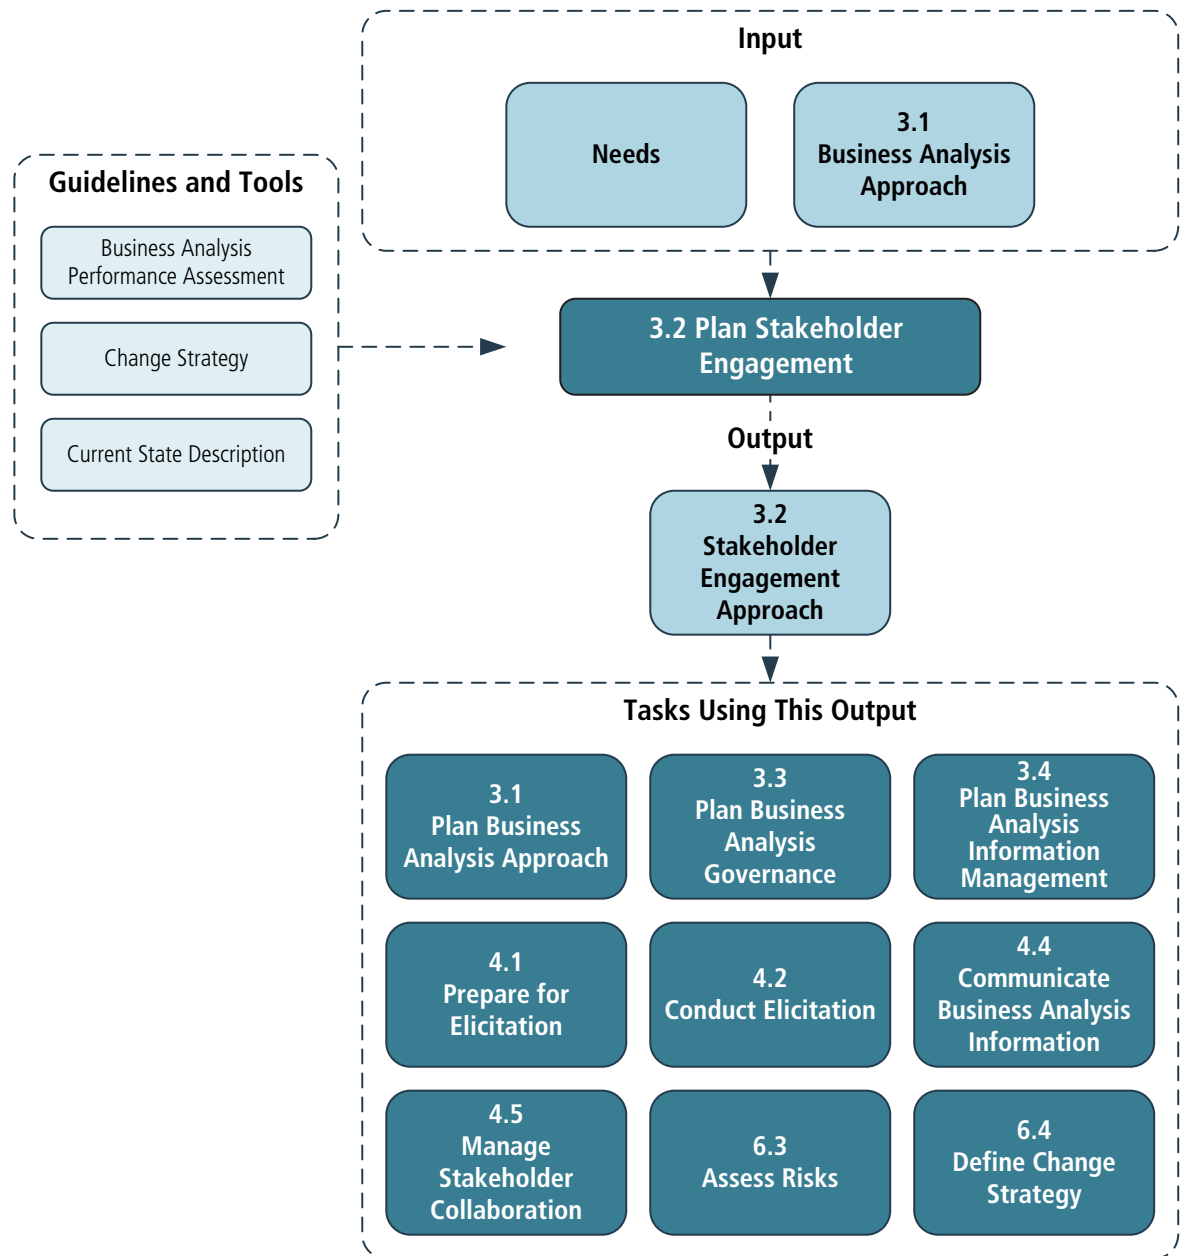 Input
Needs
3.1
Business Analysis
Approach
Guidelines and Tools
Business Analysis
Performance Assessment
Change Strategy
Current State Description
3.2 Plan Stakeholder
Engagement
Output
3.2
Stakeholder
Engagement
Approach
Tasks Using This Output
3.1
Plan Business
Analysis Approach
3.3
Plan Business
Analysis
Governance
3.4
Plan Business
Analysis
Information
Management
4.1
Prepare for
Elicitation
4.2
Conduct Elicitation
4.4
Communicate
Business Analysis
Information
4.5
Manage
Stakeholder
Collaboration
6.3
Assess Risks
6.4
Define Change
Strategy